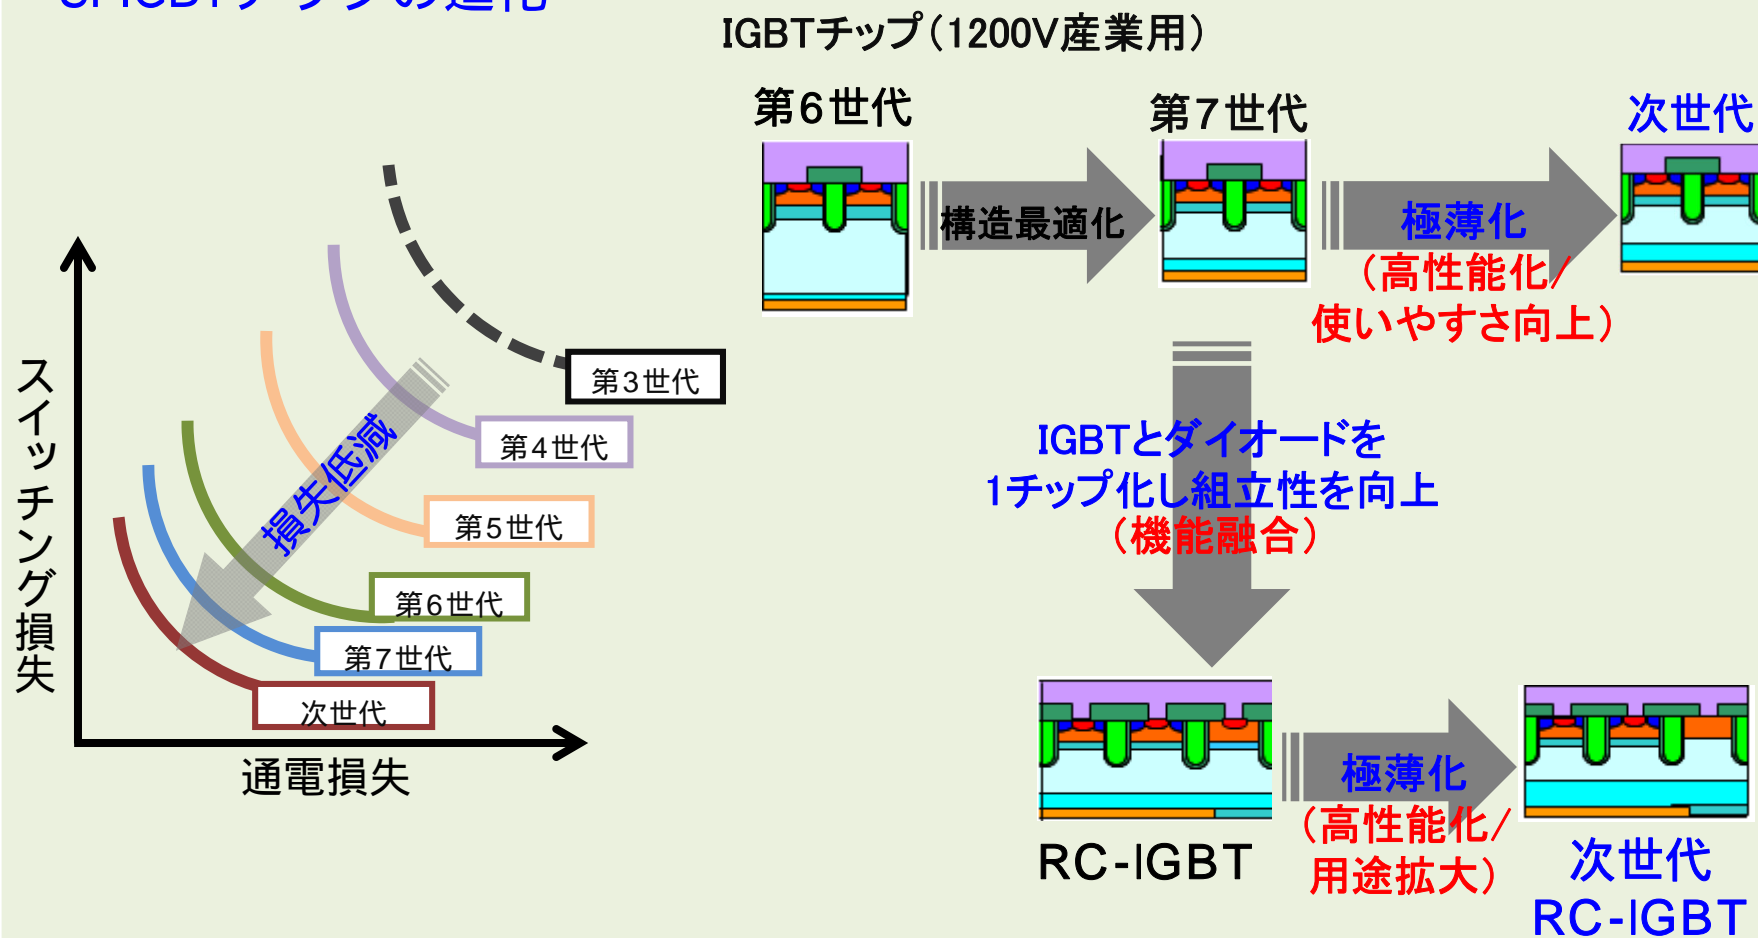 IGBTチップ（1200V産業用）
第6世代
第7世代
次世代
構造最適化
極薄化
（高性能化/
使いやすさ向上）
スイッチング損失
通電損失
損失低減
第3世代
第4世代
第5世代
第6世代
第7世代
次世代
IGBTとダイオードを
1チップ化し組立性を向上
（機能融合）
極薄化
（高性能化/
用途拡大）
RC-IGBT
次世代
RC-IGBT